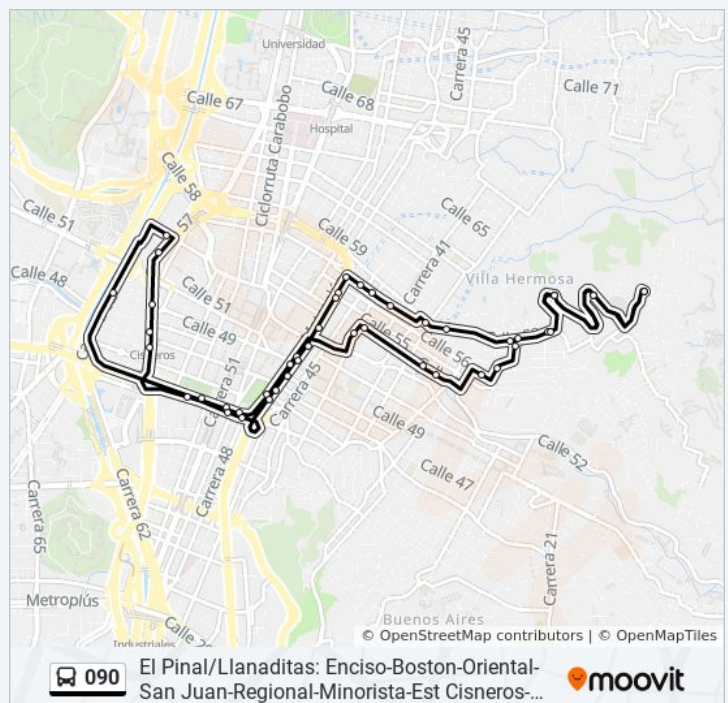 Carrera 45
Universidad
Calle 71
Calle 67
Calle 68
Ciclorruta Carabobo
Hospital
Calle 58
Calle 65
Calle 51
57
Calle 59
Carrera 41
Calle 48
Villa Hermosa
Calle 51
Calle 55
Calle 49
Calle 56
Cisneros
Carrera 51
Carrera 45
Calle 49
Calle 52
Carrera 48
Calle 47
Carrera 62
Carrera 65
Carrera 21
Metroplús
Buenos Aires
Industriales
© OpenStreetMap contributors | © OpenMapTiles
090
El Pinal/Llanaditas: Enciso-Boston-Oriental-
San Juan-Regional-Minorista-Est Cisneros-...
moovit